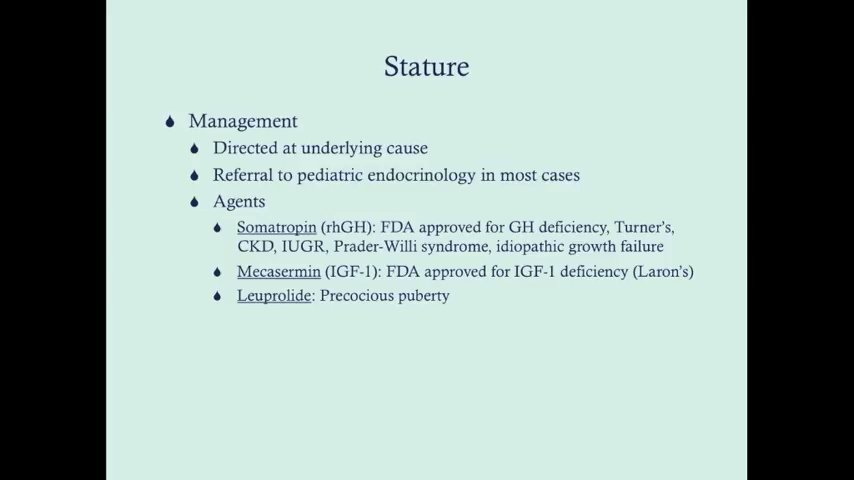 Stature
Management
Directed at underlying cause
Referral to pediatric endocrinology in most cases
Agents
Somatropin (rhGH): FDA approved for GH deficiency, Turner's,
CKD, IUGR, Prader-Willi syndrome, idiopathic growth failure
Mecasermin (IGF-1): FDA approved for IGF-1 deficiency (Laron's)
Leuprolide: Precocious puberty